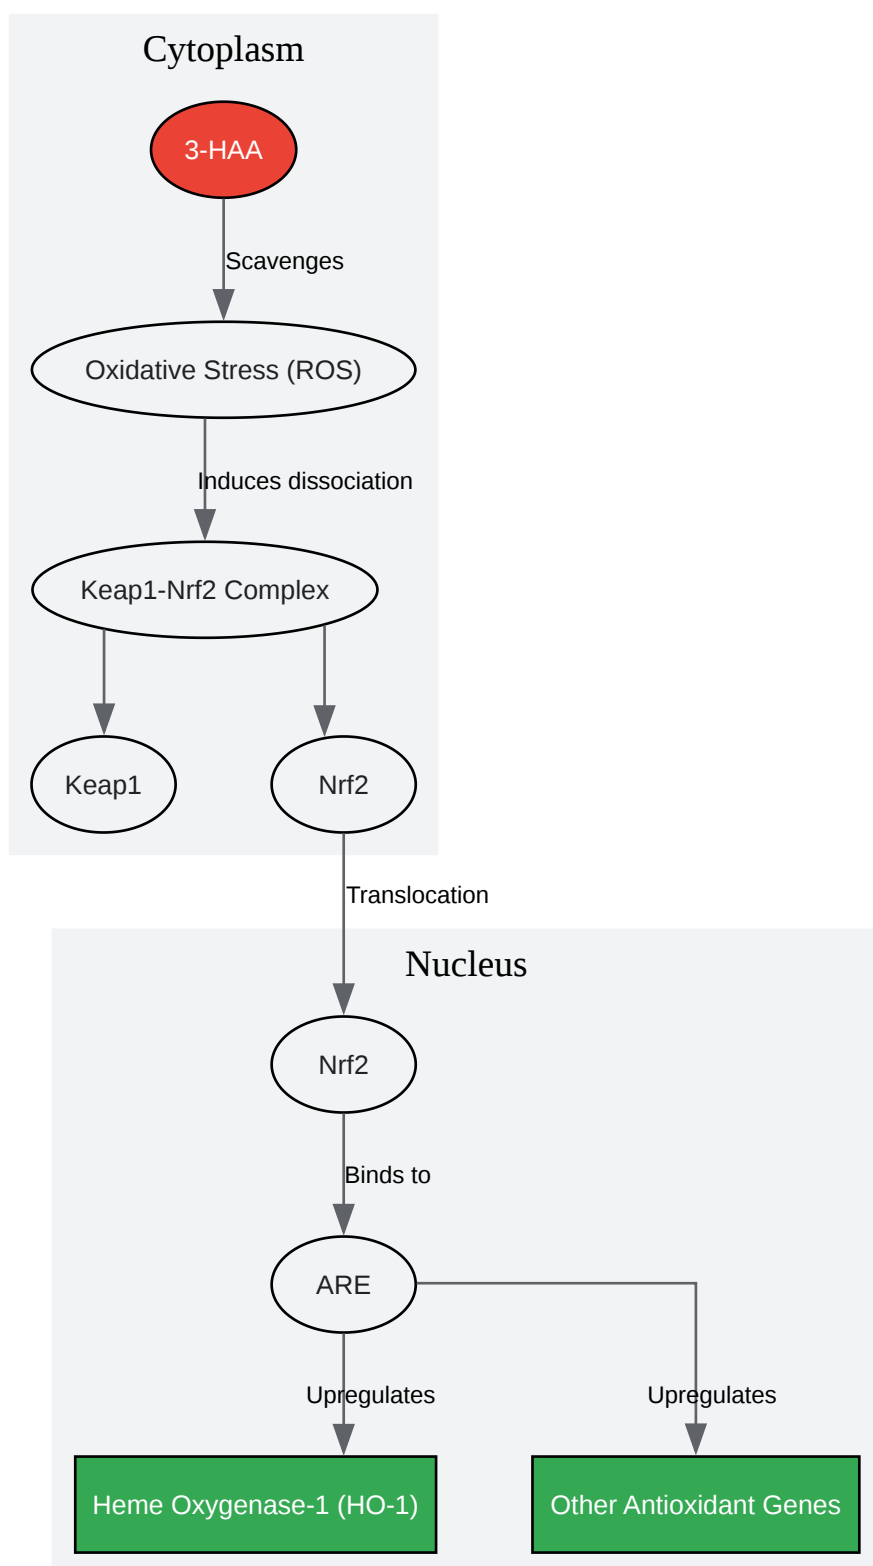 Cytoplasm
3-HAA
Scavenges
Oxidative Stress (ROS)
Induces dissociation
Keap1-Nrf2 Complex
Keap1
Nrf2
Translocation
Nucleus
Nrf2
Binds to
ARE
Upregulates
Upregulates
Heme Oxygenase-1 (HO-1)
Other Antioxidant Genes